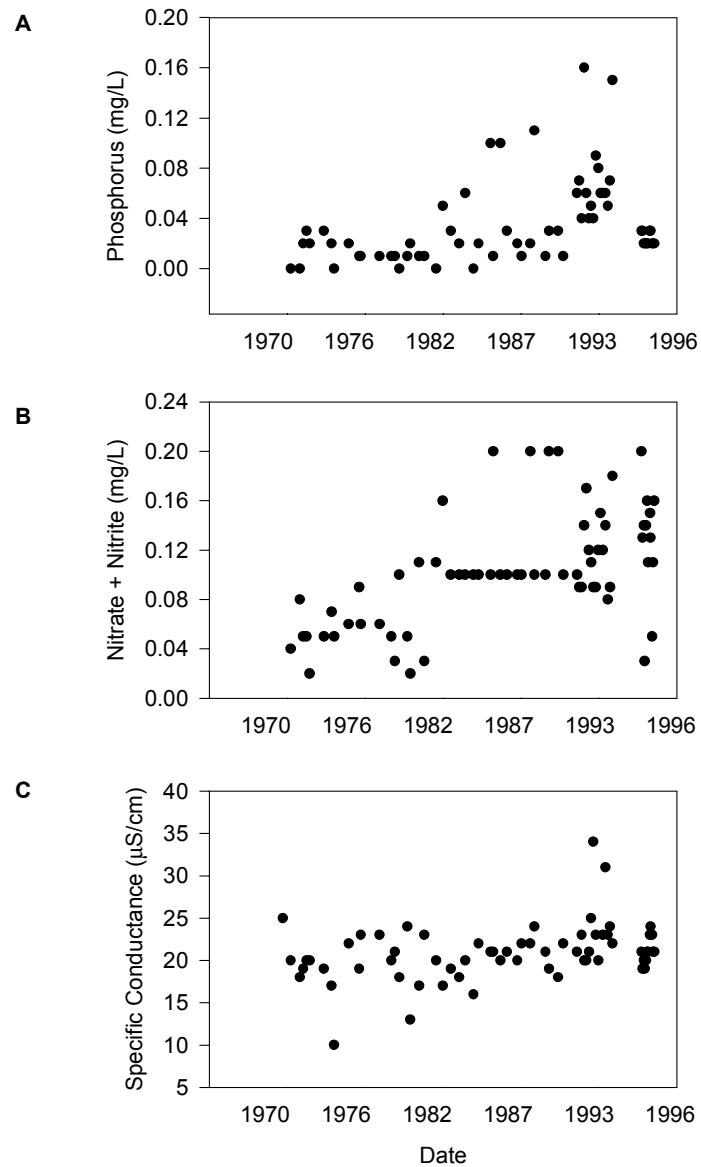 A
Phosphorus (mg/L)
0.20
0.16
0.12
0.08
0.04
0.00
1970 1976 1982 1987 1993 1996
B
Nitrate + Nitrite (mg/L)
0.24
0.20
0.16
0.12
0.08
0.04
0.00
1970 1976 1982 1987 1993 1996
C
Specific Conductance (μS/cm)
40
35
30
25
20
15
10
5
1970 1976 1982 1987 1993 1996
Date